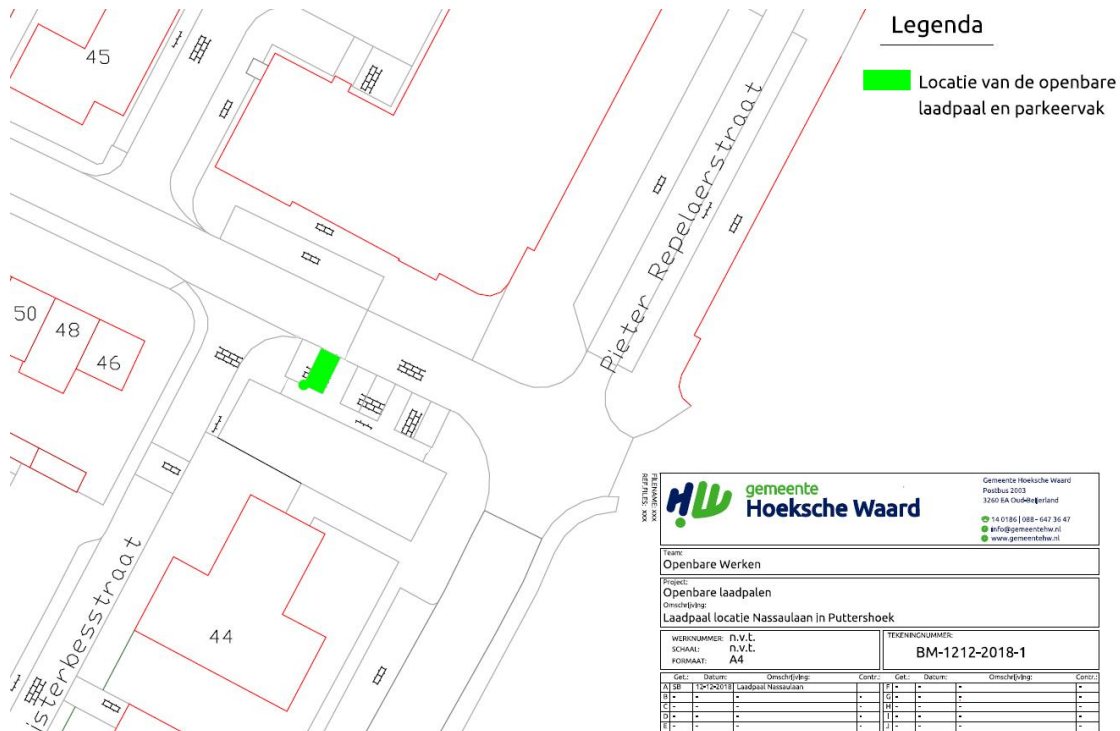 Legenda
Locatie van de openbare
laadpaal en parkeervak
45
Pieter Repelaerstraat
50
48
46
44
isterbesstraat
FILENAME: XXX
REF.FILES: XXX
gemeente
Hoeksche Waard
Gemeente Hoeksche Waard
Postbus 2003
3260 EA Oud-Beijerland
14 0186 | 088 - 647 36 47
info@gemeentehw.nl
www.gemeentehw.nl
Team:
Openbare Werken
Project:
Openbare laadpalen
Omschrijving:
Laadpaal locatie Nassaulaan in Puttershoek
WERKNUMMER: n.v.t.
SCHAAL: n.v.t.
FORMAAT: A4
TEKENINGNUMMER:
BM-1212-2018-1
Get.: Datum: Omschrijving: Contr.: Get.: Datum: Omschrijving: Contr.:
A SB 12-12-2018 Laadpaal Nassaulaan F - - - -
B - - - - G - - - -
C - - - - H - - - -
D - - - - I - - - -
E - - - - J - - - -